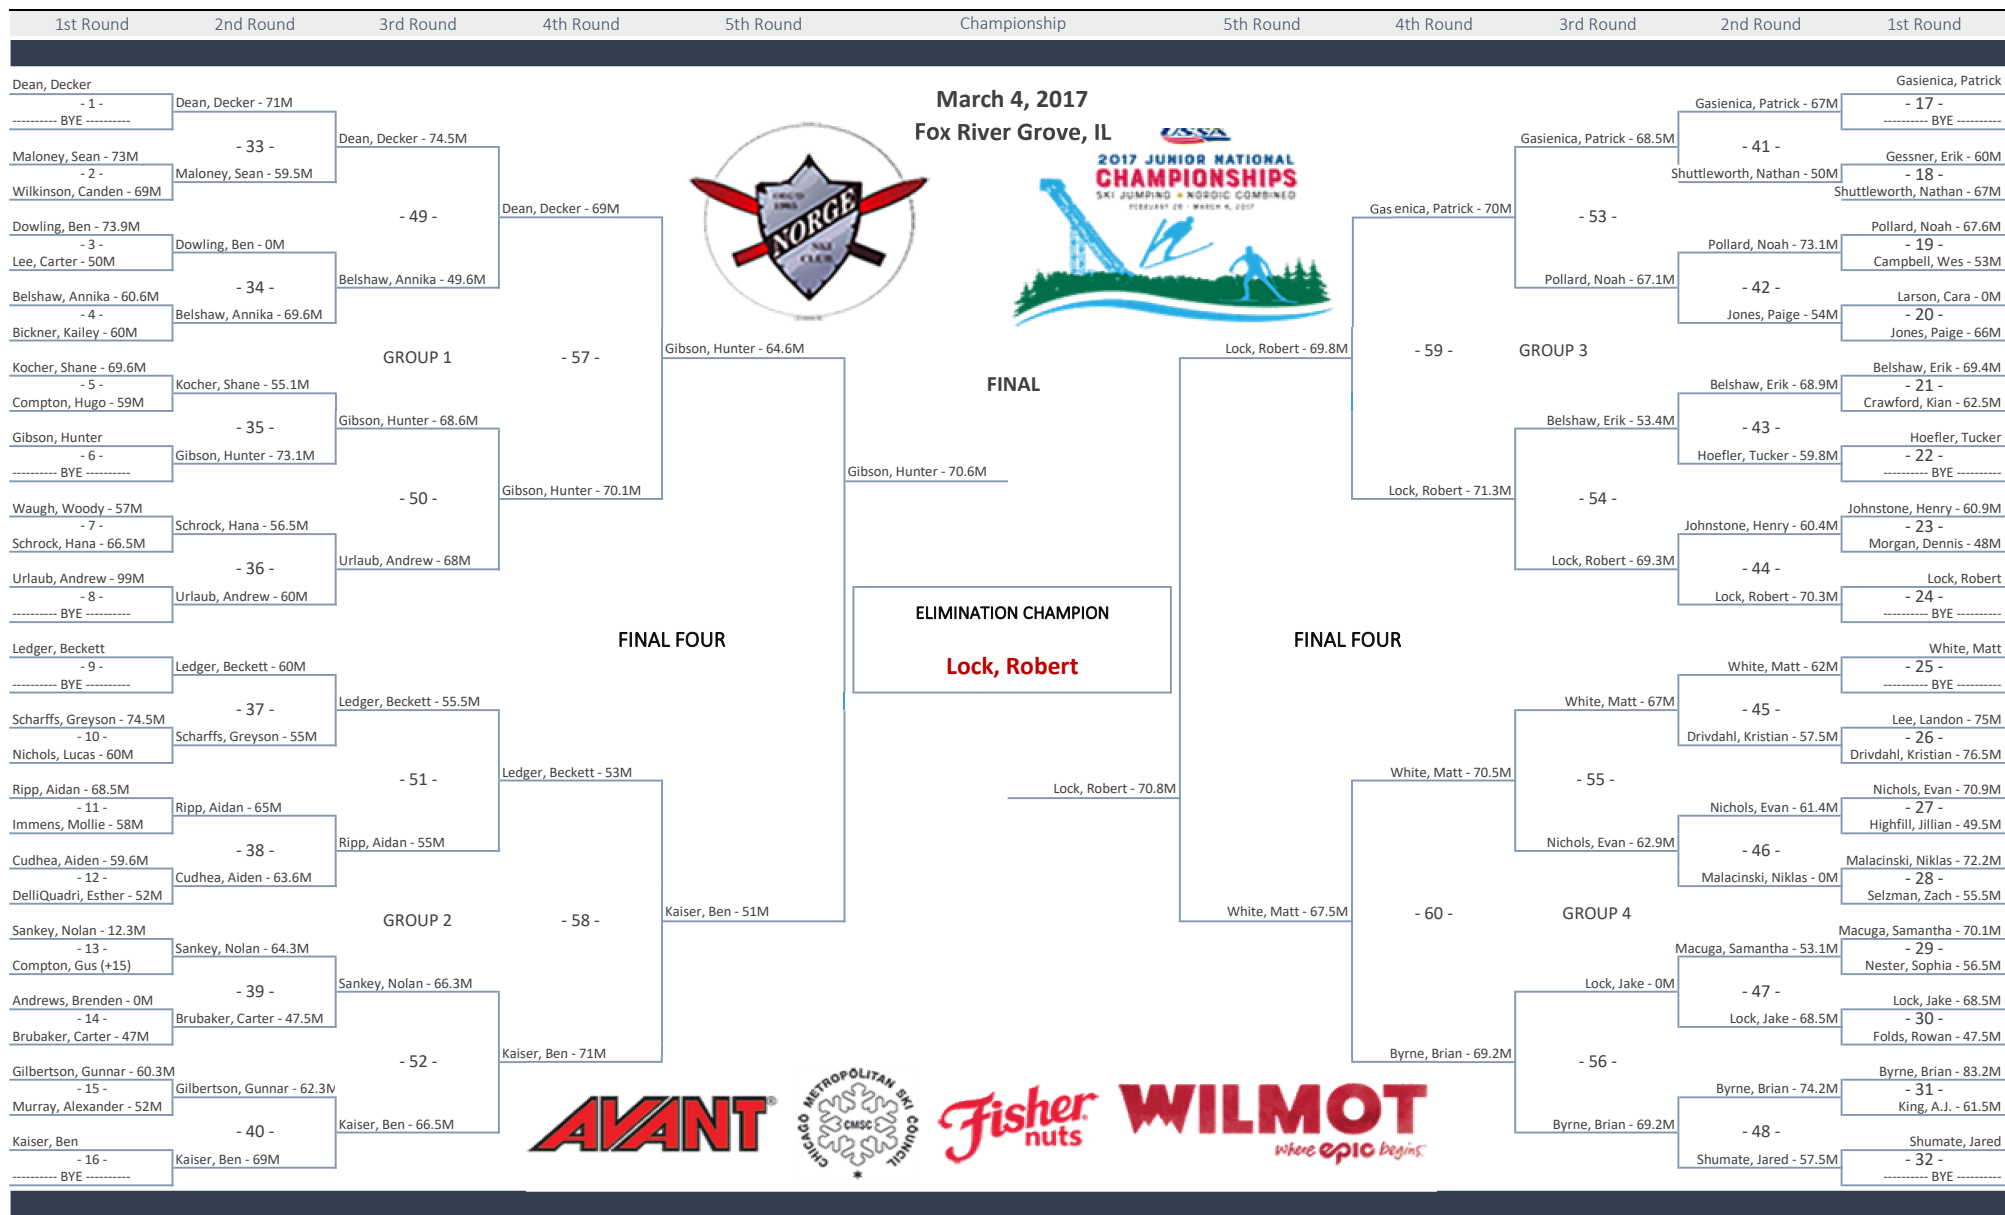 1st Round 2nd Round 3rd Round 4th Round 5th Round Championship 5th Round 4th Round 3rd Round 2nd Round 1st Round
March 4, 2017
Fox River Grove, IL
USSA
2017 JUNIOR NATIONAL
CHAMPIONSHIPS
SKI JUMPING NORDIC COMBINED
FEBRUARY 25 - MARCH 4, 2017
NORGE
SKI
CLUB
Dean, Decker
- 1 -
---------- BYE ----------
Maloney, Sean - 73M
- 2 -
Wilkinson, Canden - 69M
Dowling, Ben - 73.9M
- 3 -
Lee, Carter - 50M
Belshaw, Annika - 60.6M
- 4 -
Bickner, Kailey - 60M
Kocher, Shane - 69.6M
- 5 -
Compton, Hugo - 59M
Gibson, Hunter
- 6 -
---------- BYE ----------
Waugh, Woody - 57M
- 7 -
Schrock, Hana - 66.5M
Urlaub, Andrew - 99M
- 8 -
---------- BYE ----------
Ledger, Beckett
- 9 -
---------- BYE ----------
Scharffs, Greyson - 74.5M
- 10 -
Nichols, Lucas - 60M
Ripp, Aidan - 68.5M
- 11 -
Immens, Mollie - 58M
Cudhea, Aiden - 59.6M
- 12 -
DelliQuadri, Esther - 52M
Sankey, Nolan - 12.3M
- 13 -
Compton, Gus (+15)
Andrews, Brenden - 0M
- 14 -
Brubaker, Carter - 47M
Gilbertson, Gunnar - 60.3M
- 15 -
Murray, Alexander - 52M
Kaiser, Ben
- 16 -
---------- BYE ----------
Dean, Decker - 71M
- 33 -
Maloney, Sean - 59.5M
Dowling, Ben - 0M
- 34 -
Belshaw, Annika - 69.6M
Kocher, Shane - 55.1M
- 35 -
Gibson, Hunter - 73.1M
Schrock, Hana - 56.5M
- 36 -
Urlaub, Andrew - 60M
Ledger, Beckett - 60M
- 37 -
Scharffs, Greyson - 55M
Ripp, Aidan - 65M
- 38 -
Cudhea, Aiden - 63.6M
Sankey, Nolan - 64.3M
- 39 -
Brubaker, Carter - 47.5M
Gilbertson, Gunnar - 62.3M
- 40 -
Kaiser, Ben - 69M
Dean, Decker - 74.5M
- 49 -
Belshaw, Annika - 49.6M
GROUP 1
Gibson, Hunter - 68.6M
- 50 -
Urlaub, Andrew - 68M
Ledger, Beckett - 55.5M
- 51 -
Ripp, Aidan - 55M
GROUP 2
Sankey, Nolan - 66.3M
- 52 -
Kaiser, Ben - 66.5M
Dean, Decker - 69M
- 57 -
Gibson, Hunter - 70.1M
Ledger, Beckett - 53M
- 58 -
Kaiser, Ben - 71M
Gibson, Hunter - 64.6M
FINAL FOUR
Kaiser, Ben - 51M
FINAL
Gibson, Hunter - 70.6M
ELIMINATION CHAMPION
Lock, Robert
Lock, Robert - 70.8M
Lock, Robert - 69.8M
FINAL FOUR
White, Matt - 67.5M
Gasienica, Patrick - 70M
- 59 -
Lock, Robert - 71.3M
White, Matt - 70.5M
- 60 -
Byrne, Brian - 69.2M
Gasienica, Patrick - 68.5M
- 53 -
Pollard, Noah - 67.1M
GROUP 3
Belshaw, Erik - 53.4M
- 54 -
Lock, Robert - 69.3M
White, Matt - 67M
- 55 -
Nichols, Evan - 62.9M
GROUP 4
Lock, Jake - 0M
- 56 -
Byrne, Brian - 69.2M
Gasienica, Patrick - 67M
- 41 -
Shuttleworth, Nathan - 50M
Pollard, Noah - 73.1M
- 42 -
Jones, Paige - 54M
Belshaw, Erik - 68.9M
- 43 -
Hoefler, Tucker - 59.8M
Johnstone, Henry - 60.4M
- 44 -
Lock, Robert - 70.3M
White, Matt - 62M
- 45 -
Drivdahl, Kristian - 57.5M
Nichols, Evan - 61.4M
- 46 -
Malacinski, Niklas - 0M
Macuga, Samantha - 53.1M
- 47 -
Lock, Jake - 68.5M
Byrne, Brian - 74.2M
- 48 -
Shumate, Jared - 57.5M
Gasienica, Patrick
- 17 -
---------- BYE ----------
Gessner, Erik - 60M
- 18 -
Shuttleworth, Nathan - 67M
Pollard, Noah - 67.6M
- 19 -
Campbell, Wes - 53M
Larson, Cara - 0M
- 20 -
Jones, Paige - 66M
Belshaw, Erik - 69.4M
- 21 -
Crawford, Kian - 62.5M
Hoefler, Tucker
- 22 -
---------- BYE ----------
Johnstone, Henry - 60.9M
- 23 -
Morgan, Dennis - 48M
Lock, Robert
- 24 -
---------- BYE ----------
White, Matt
- 25 -
---------- BYE ----------
Lee, Landon - 75M
- 26 -
Drivdahl, Kristian - 76.5M
Nichols, Evan - 70.9M
- 27 -
Highfill, Jillian - 49.5M
Malacinski, Niklas - 72.2M
- 28 -
Selzman, Zach - 55.5M
Macuga, Samantha - 70.1M
- 29 -
Nester, Sophia - 56.5M
Lock, Jake - 68.5M
- 30 -
Folds, Rowan - 47.5M
Byrne, Brian - 83.2M
- 31 -
King, A.J. - 61.5M
Shumate, Jared
- 32 -
---------- BYE ----------
AVANT®
CHICAGO METROPOLITAN SKI COUNCIL
CMSC
Fisher
nuts
WILMOT
where epic begins.